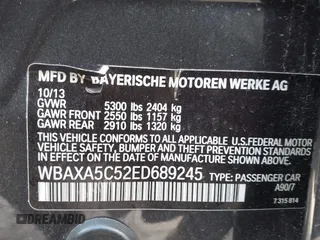 MFD BY BAYERISCHE MOTOREN WERKE AG
10/13
GVWR 5300 lbs 2404 kg
GAWR FRONT 2550 lbs 1157 kg
GAWR REAR 2910 lbs 1320 kg
THIS VEHICLE CONFORMS TO ALL APPLICABLE
FEDERAL MOTOR VEHICLE SAFETY, BUMPER
AND THEFT PREVENTION STANDARDS IN EFFECT ON THE
DATE OF MANUFACTURE SHOWN ABOVE.
WBAXA5C52ED689245 TYPE: PASSENGER CAR
A90/7
7 315 814
AUTOBIDMEMBER